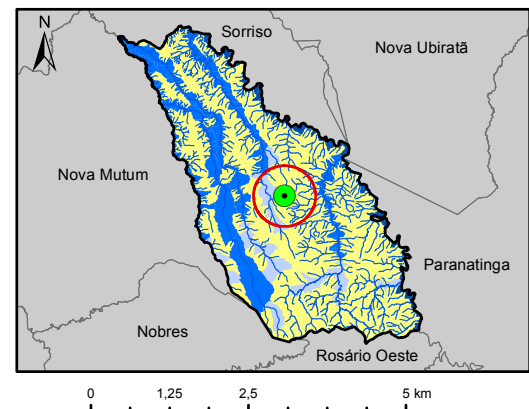 N
Sorriso
Nova Ubiratã
Nova Mutum
Paranatinga
Nobres
Rosário Oeste
0 1,25 2,5 5 km